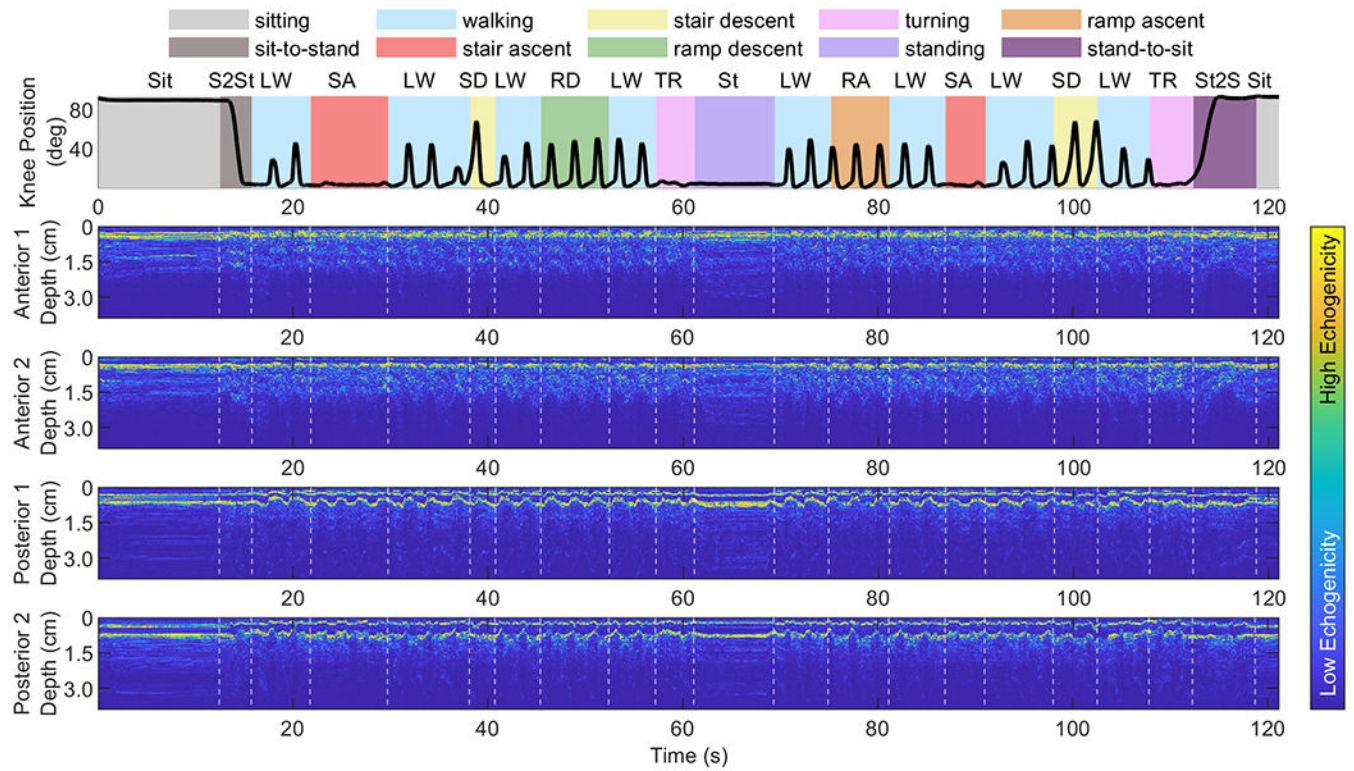 sitting walking stair descent turning ramp ascent
sit-to-stand stair ascent ramp descent standing stand-to-sit
Sit S2St LW SA LW SD LW RD LW TR St LW RA LW SA LW SD LW TR St2S Sit
Knee Position
(deg)
80
40
0 20 40 60 80 100 120
Anterior 1
Depth (cm)
0
1.5
3.0
20 40 60 80 100 120
Anterior 2
Depth (cm)
0
1.5
3.0
20 40 60 80 100 120
Posterior 1
Depth (cm)
0
1.5
3.0
20 40 60 80 100 120
Posterior 2
Depth (cm)
0
1.5
3.0
20 40 60 80 100 120
Time (s)
High Echogenicity
Low Echogenicity